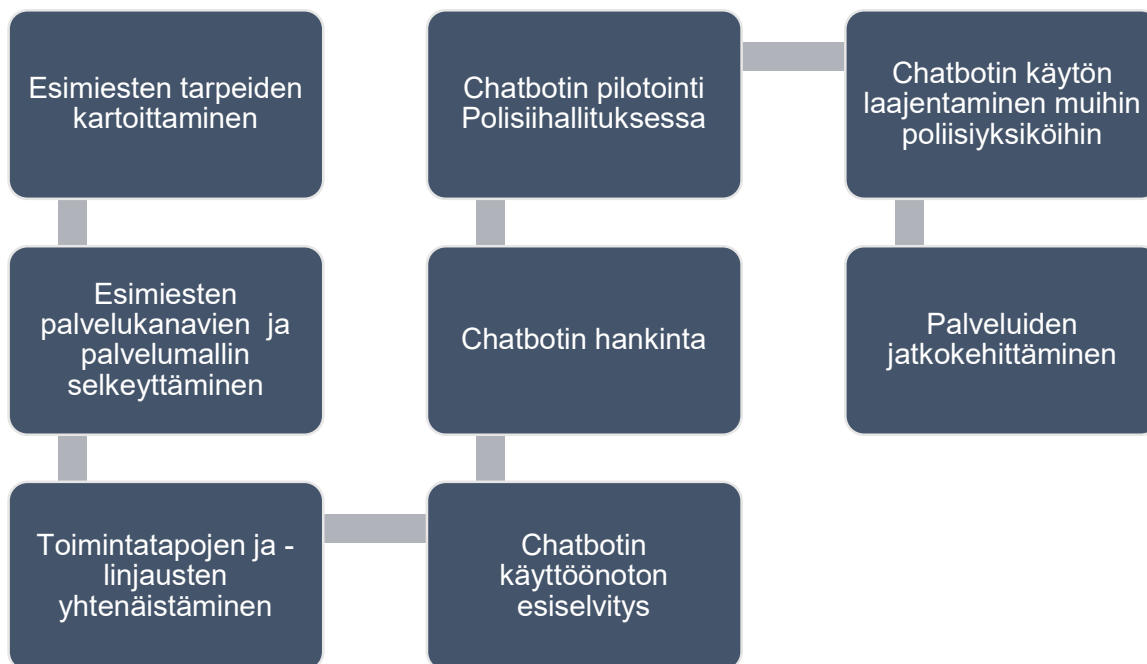 Esimiesten tarpeiden
kartoittaminen
Esimiesten
palvelukanavien  ja
palvelumallin
selkeyttäminen
Toimintatapojen ja -
linjausten
yhtenäistäminen
Chatbotin
käyttöönoton
esiselvitys
Chatbotin hankinta
Chatbotin pilotointi
Polisiihallituksessa
Chatbotin käytön
laajentaminen muihin
poliisiyksiköihin
Palveluiden
jatkokehittäminen